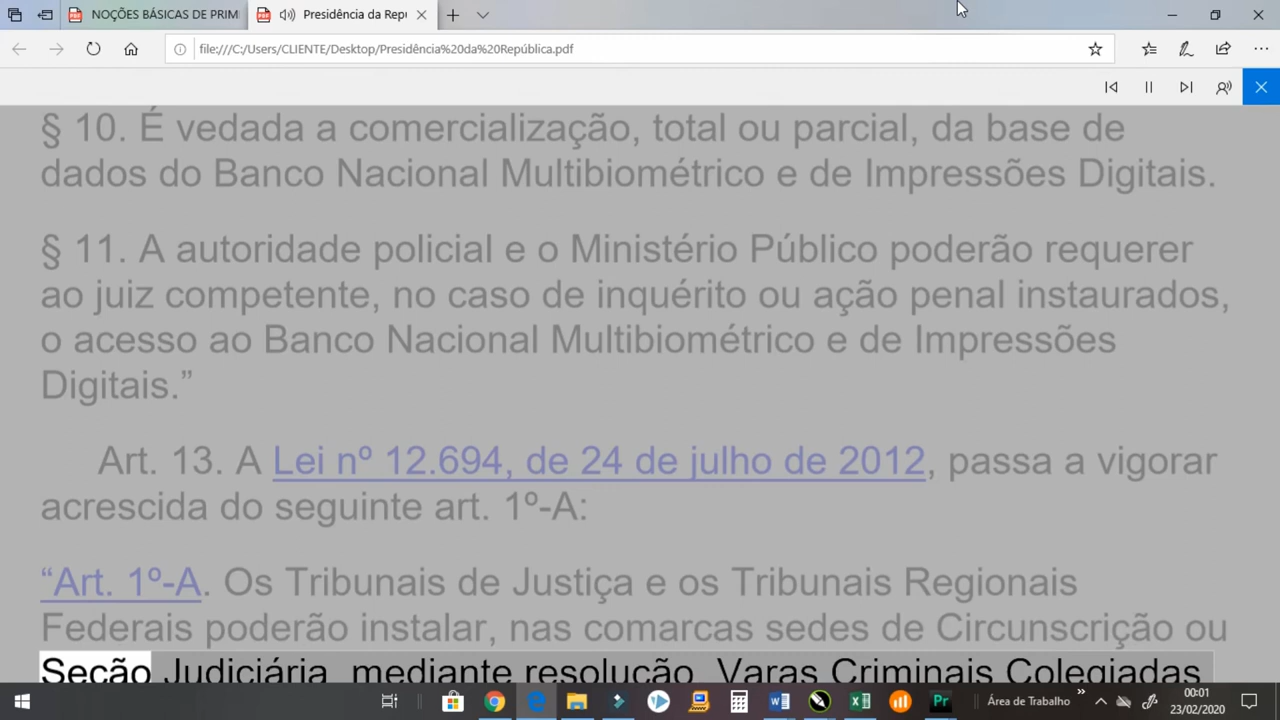 NOÇÕES BÁSICAS DE PRIM
Presidência da Repú
file:///C:/Users/CLIENTE/Desktop/Presidência%20da%20República.pdf
§ 10. É vedada a comercialização, total ou parcial, da base de
dados do Banco Nacional Multibiométrico e de Impressões Digitais.
§ 11. A autoridade policial e o Ministério Público poderão requerer
ao juiz competente, no caso de inquérito ou ação penal instaurados,
o acesso ao Banco Nacional Multibiométrico e de Impressões
Digitais.”
Art. 13. A Lei nº 12.694, de 24 de julho de 2012, passa a vigorar
acrescida do seguinte art. 1º-A:
“Art. 1º-A. Os Tribunais de Justiça e os Tribunais Regionais
Federais poderão instalar, nas comarcas sedes de Circunscrição ou
Seção Judiciária, mediante resolução, Varas Criminais Colegiadas
Área de Trabalho
00:01
23/02/2020